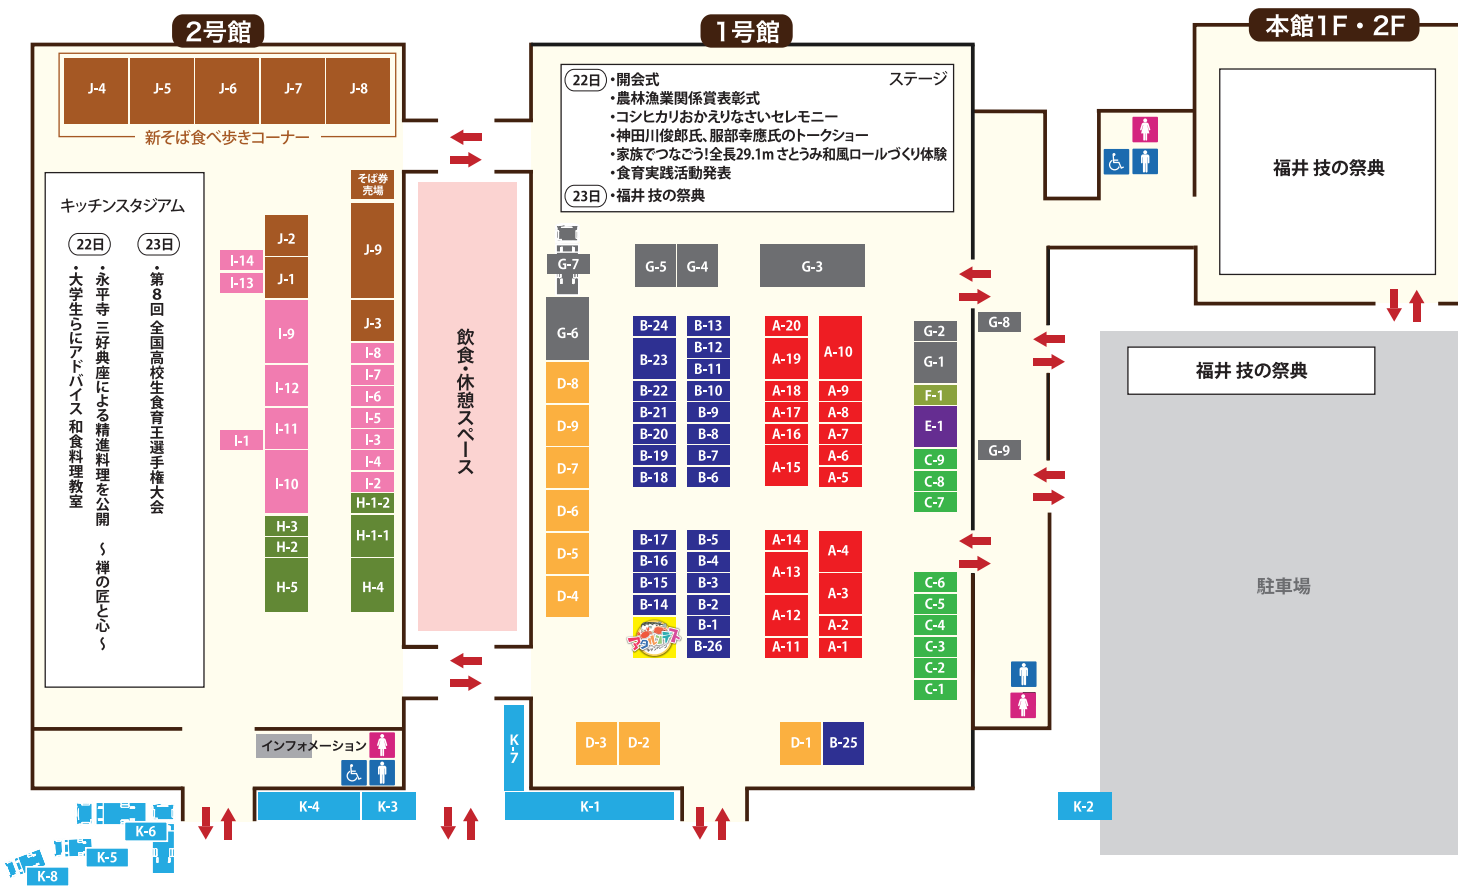 2号館
1号館
本館1F・2F
J-4
J-5
J-6
J-7
J-8
新そば食べ歩きコーナー
キッチンスタジアム
22日
23日
・第8回 全国高校生食育王選手権大会
・永平寺 三好典座による精進料理を公開 ～ 禅の匠と心 ～
・大学生らにアドバイス 和食料理教室
I-14
I-13
J-2
J-1
I-9
I-12
I-11
I-1
I-10
H-3
H-2
H-5
そば券
売場
J-9
J-3
I-8
I-7
I-6
I-5
I-3
I-4
I-2
H-1-2
H-1-1
H-4
インフォメーション
飲食・休憩スペース
22日
・開会式
ステージ
・農林漁業関係賞表彰式
・コシヒカリおかえりなさいセレモニー
・神田川俊郎氏、服部幸應氏のトークショー
・家族でつなごう!全長29.1m さとうみ和風ロールづくり体験
・食育実践活動発表
23日
・福井 技の祭典
G-7
G-6
D-8
D-9
D-7
D-6
D-5
D-4
G-5
G-4
G-3
B-24
B-23
B-22
B-21
B-20
B-19
B-18
B-13
B-12
B-11
B-10
B-9
B-8
B-7
B-6
A-20
A-19
A-18
A-17
A-16
A-15
A-10
A-9
A-8
A-7
A-6
A-5
B-17
B-16
B-15
B-14
B-5
B-4
B-3
B-2
B-1
B-26
A-14
A-13
A-12
A-11
A-4
A-3
A-2
A-1
G-2
G-1
F-1
E-1
C-9
C-8
C-7
C-6
C-5
C-4
C-3
C-2
C-1
G-8
G-9
D-3
D-2
D-1
B-25
福井 技の祭典
福井 技の祭典
駐車場
K-7
K-4
K-3
K-1
K-2
K-6
K-5
K-8